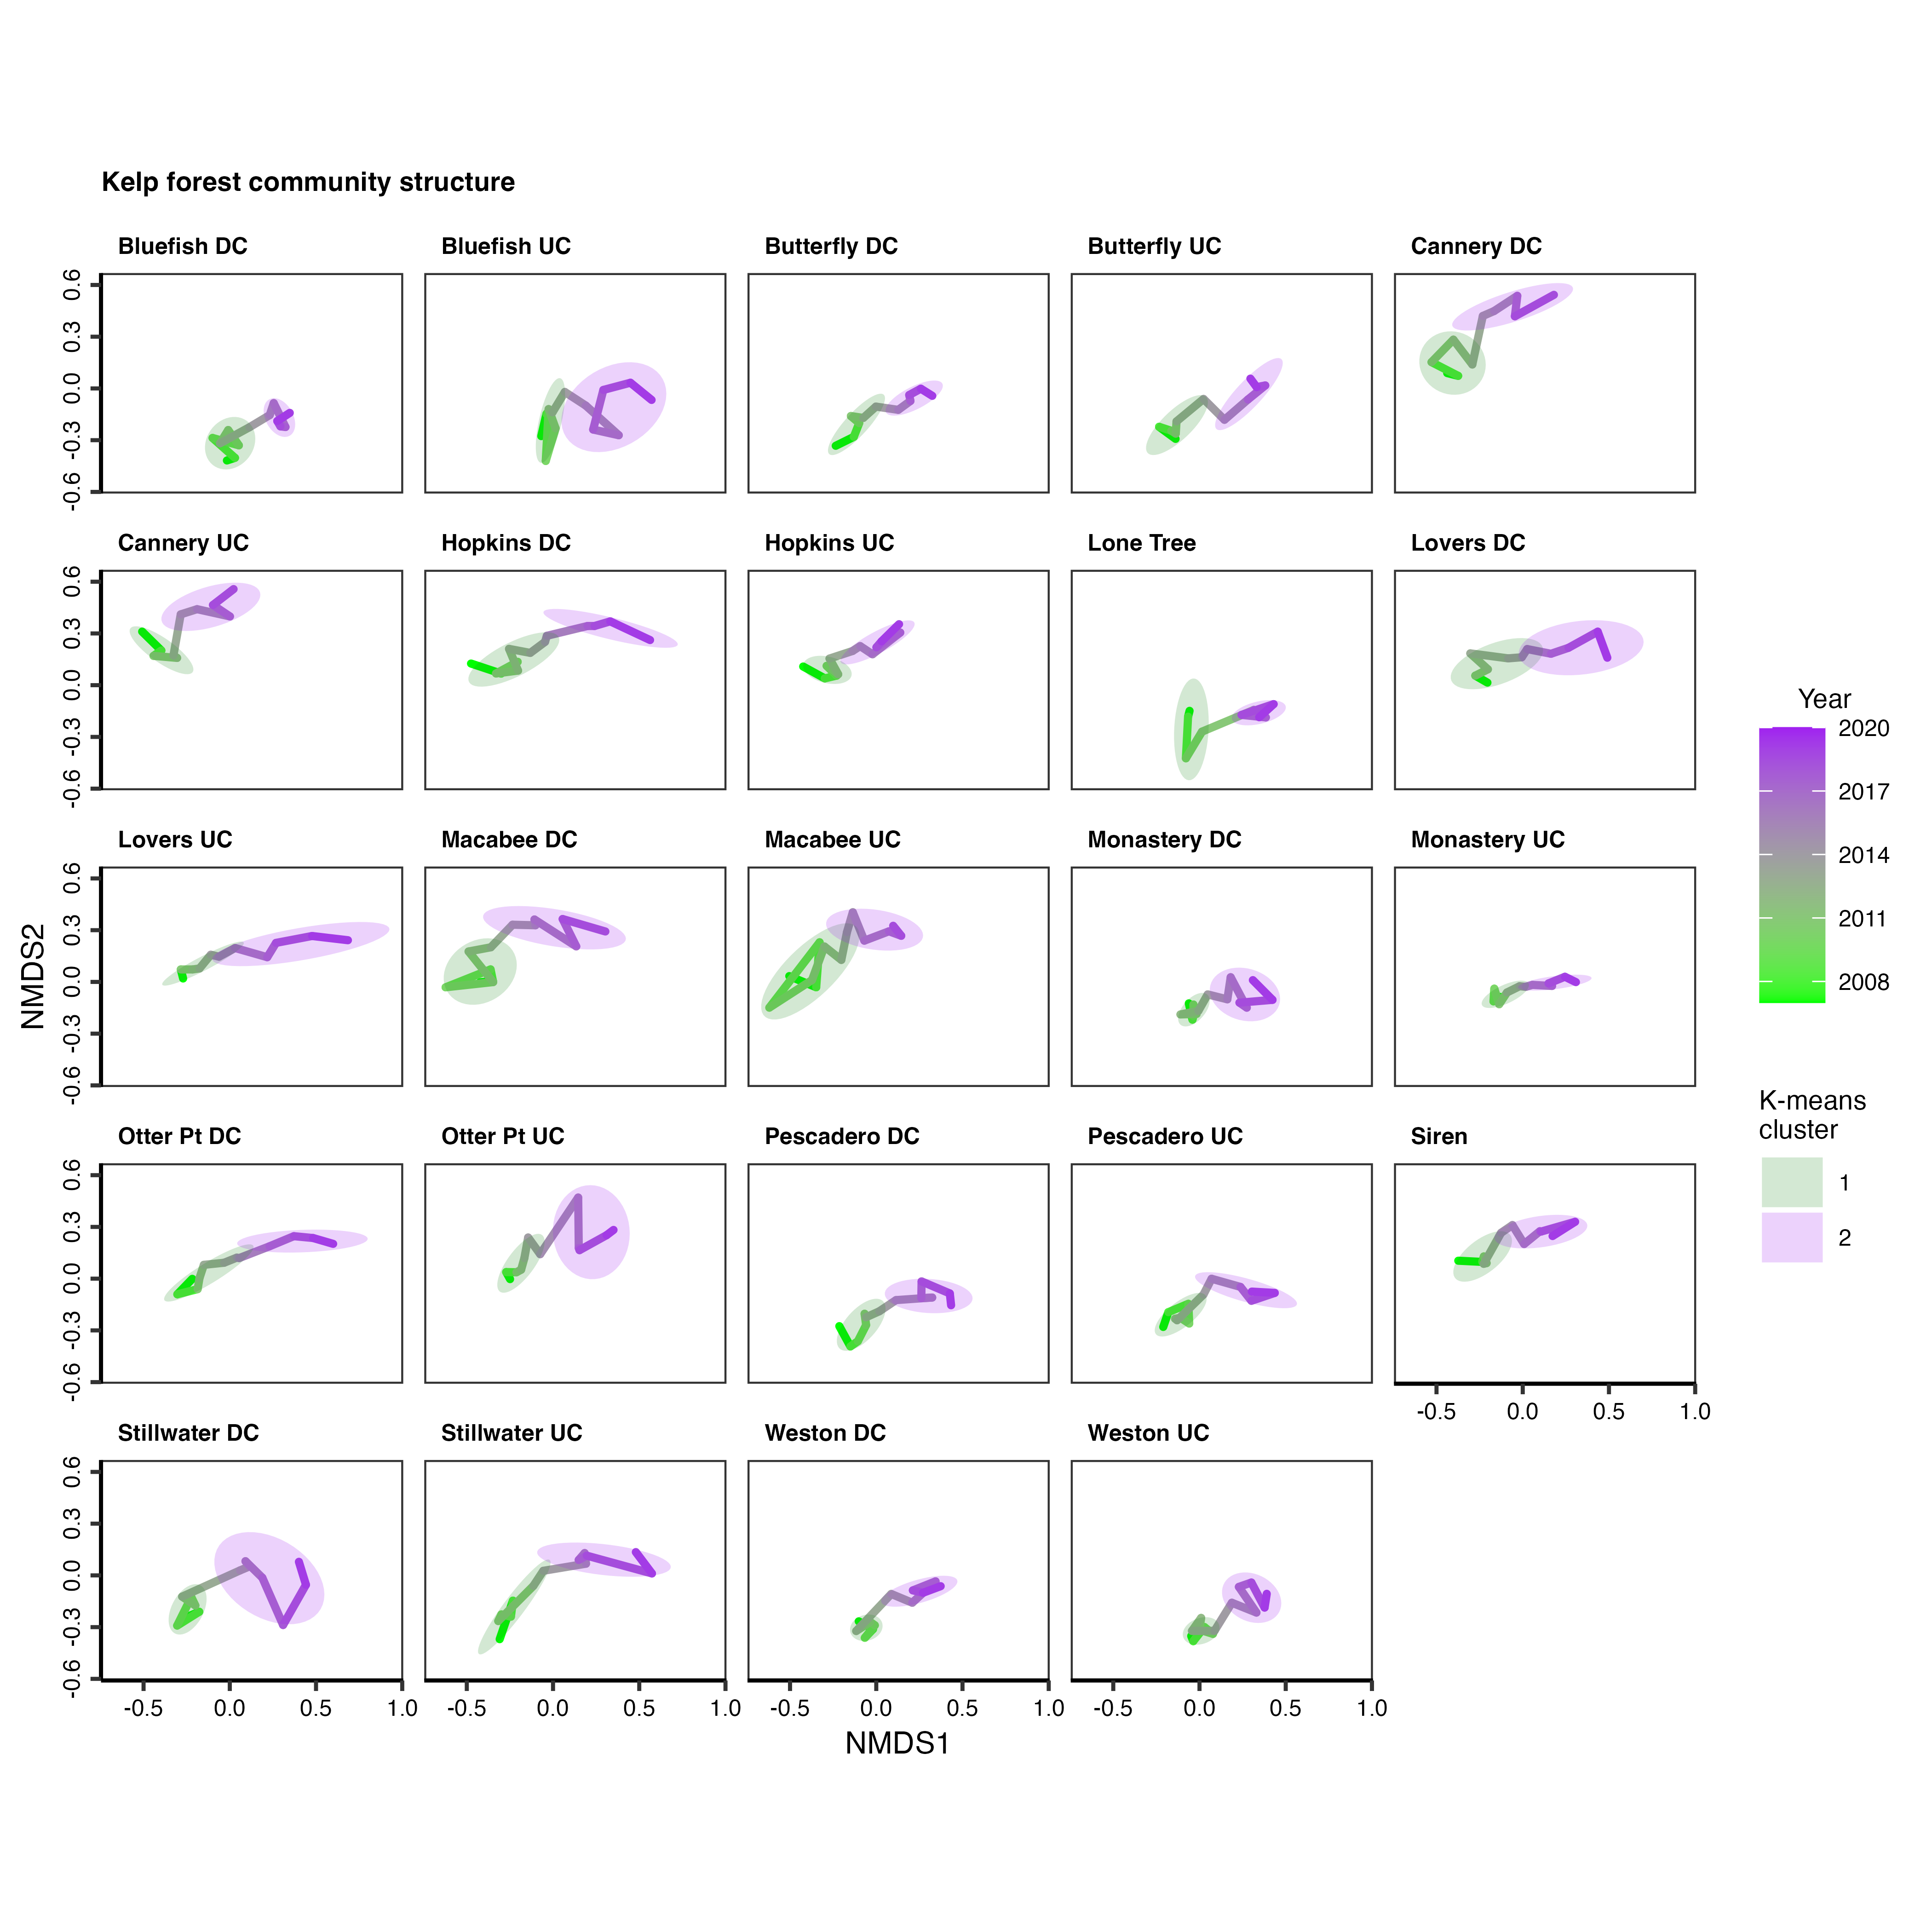 Kelp forest community structure
Bluefish DC Bluefish UC Butterfly DC Butterfly UC Cannery DC
0.6
0.3
0.0
-0.3
-0.6
Cannery UC Hopkins DC Hopkins UC Lone Tree Lovers DC
0.6
0.3
0.0
-0.3
-0.6
Lovers UC Macabee DC Macabee UC Monastery DC Monastery UC
0.6
0.3
0.0
-0.3
-0.6
NMDS2
Otter Pt DC Otter Pt UC Pescadero DC Pescadero UC Siren
0.6
0.3
0.0
-0.3
-0.6
-0.5 0.0 0.5 1.0
Stillwater DC Stillwater UC Weston DC Weston UC
0.6
0.3
0.0
-0.3
-0.6
-0.5 0.0 0.5 1.0 -0.5 0.0 0.5 1.0 -0.5 0.0 0.5 1.0 -0.5 0.0 0.5 1.0
NMDS1
Year
2020
2017
2014
2011
2008
K-means
cluster
1
2